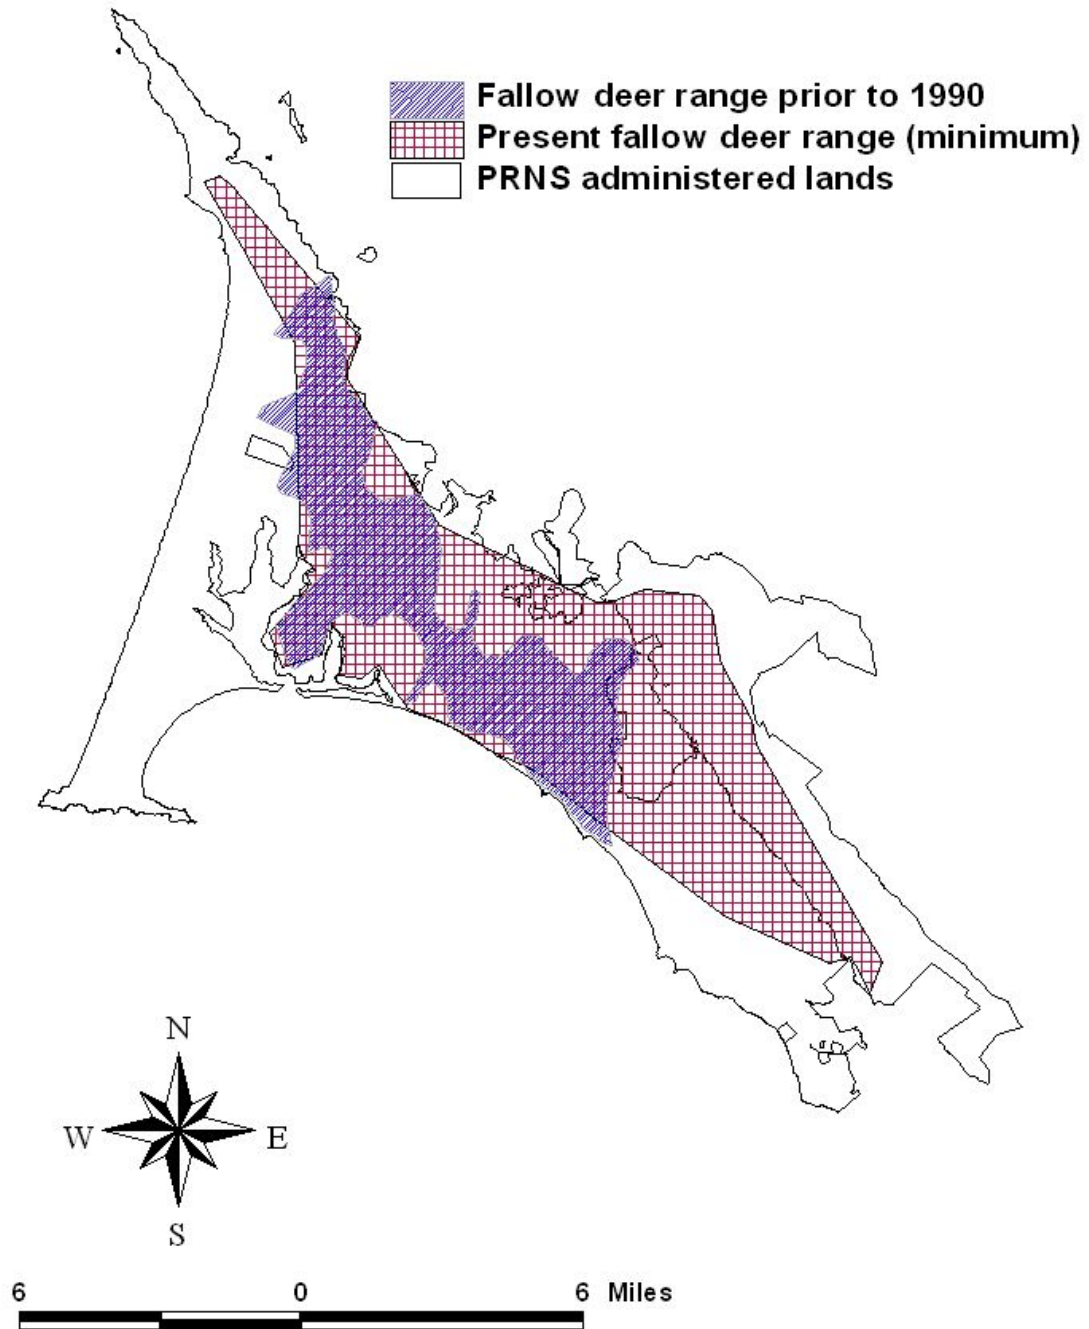 Fallow deer range prior to 1990
Present fallow deer range (minimum)
PRNS administered lands
N
W E
S
6 0 6 Miles